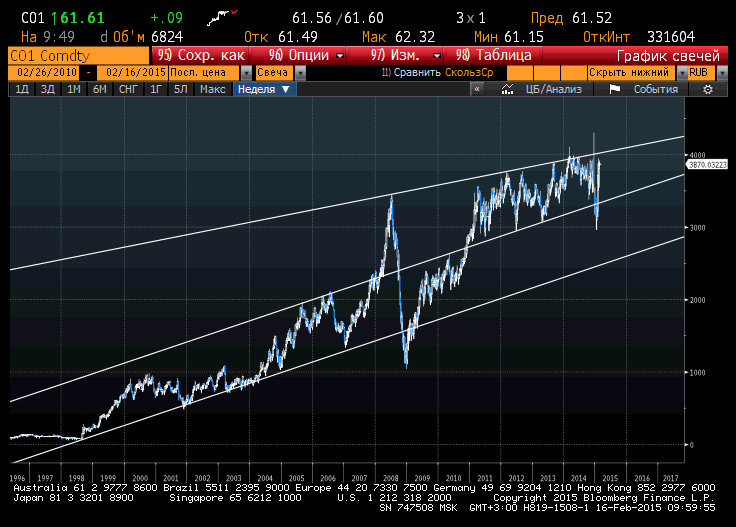 CO1 ↑61.61 +.09 61.56/61.60 3x1 Пред 61.52
На 9:49 d Об'м 6824 Отк 61.49 Мак 62.32 Мин 61.15 ОткИнт 331604
CO1 Comdty 95) Сохр. как 96) Опции 97) Изм. 98) Таблица График свечей
02/26/2010 - 02/16/2015 Посл. цена Свеча 11) Сравнить СкользСр Скрыть нижний RUB
1Д 3Д 1М 6М СНГ 1Г 5Л Макс Неделя ▼ « ЦБ/Анализ События
4000
3870.03223
3000
2000
1000
0
1996 1997 1998 1999 2000 2001 2002 2003 2004 2005 2006 2007 2008 2009 2010 2011 2012 2013 2014 2015 2016 2017
Australia 61 2 9777 8600 Brazil 5511 2395 9000 Europe 44 20 7330 7500 Germany 49 69 9204 1210 Hong Kong 852 2977 6000
Japan 81 3 3201 8900 Singapore 65 6212 1000 U.S. 1 212 318 2000 Copyright 2015 Bloomberg Finance L.P.
SN 747508 MSK GMT+3:00 H819-1508-1 16-Feb-2015 09:59:55